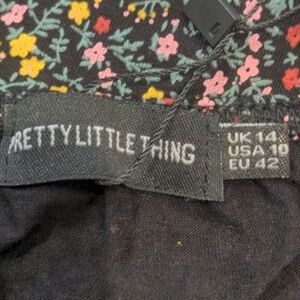 PRETTYLITTLETHING
UK 14
USA 10
EU 42